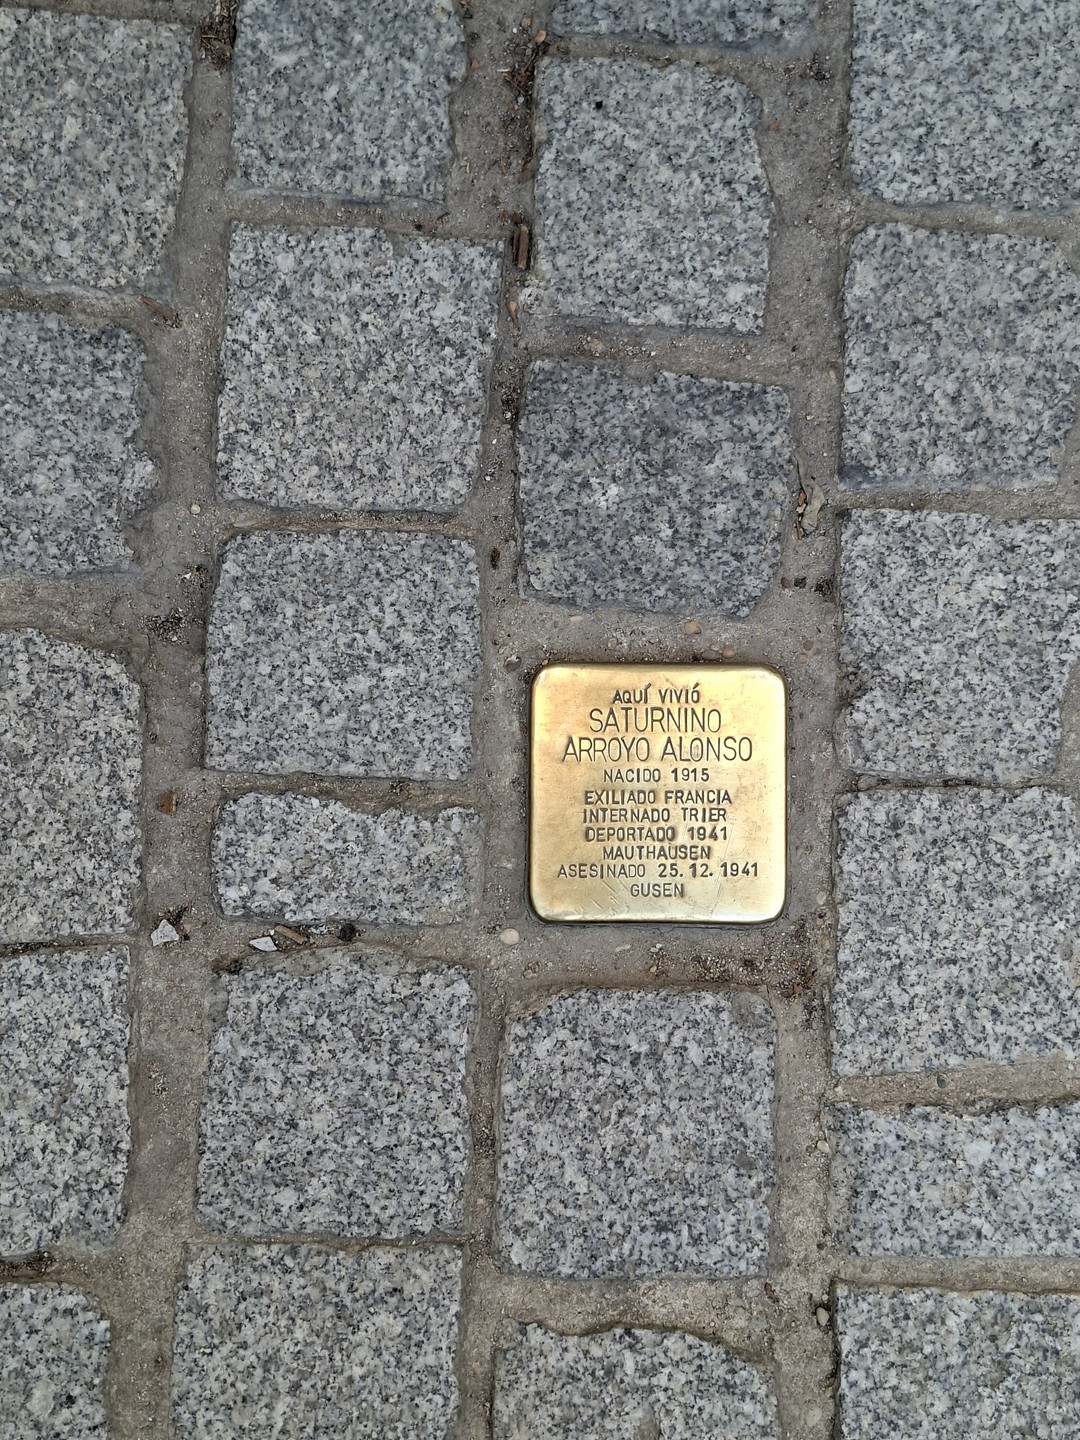 AQUÍ VIVIÓ
SATURNINO
ARROYO ALONSO
NACIDO 1915
EXILIADO FRANCIA
INTERNADO TRIER
DEPORTADO 1941
MAUTHAUSEN
ASESINADO 25.12.1941
GUSEN